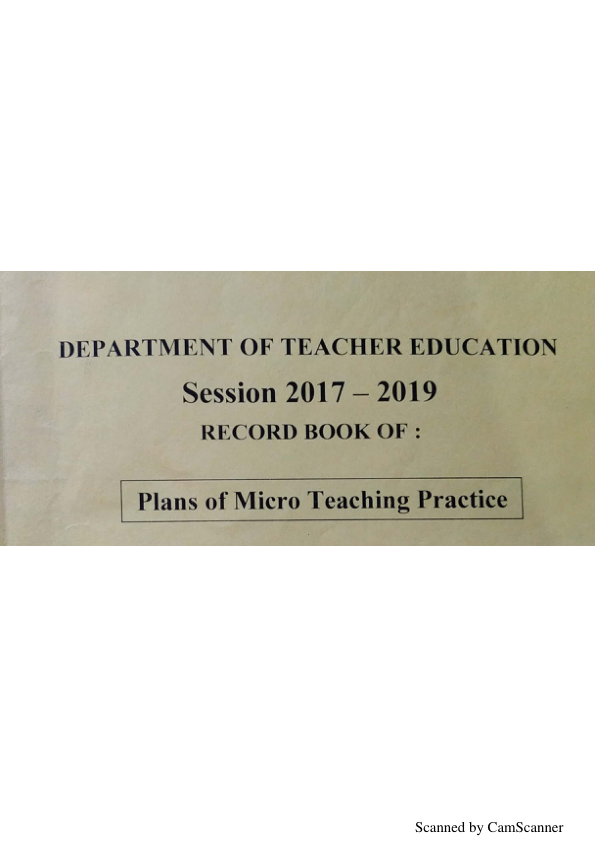 DEPARTMENT OF TEACHER EDUCATION
Session 2017 – 2019
RECORD BOOK OF :
Plans of Micro Teaching Practice
Scanned by CamScanner